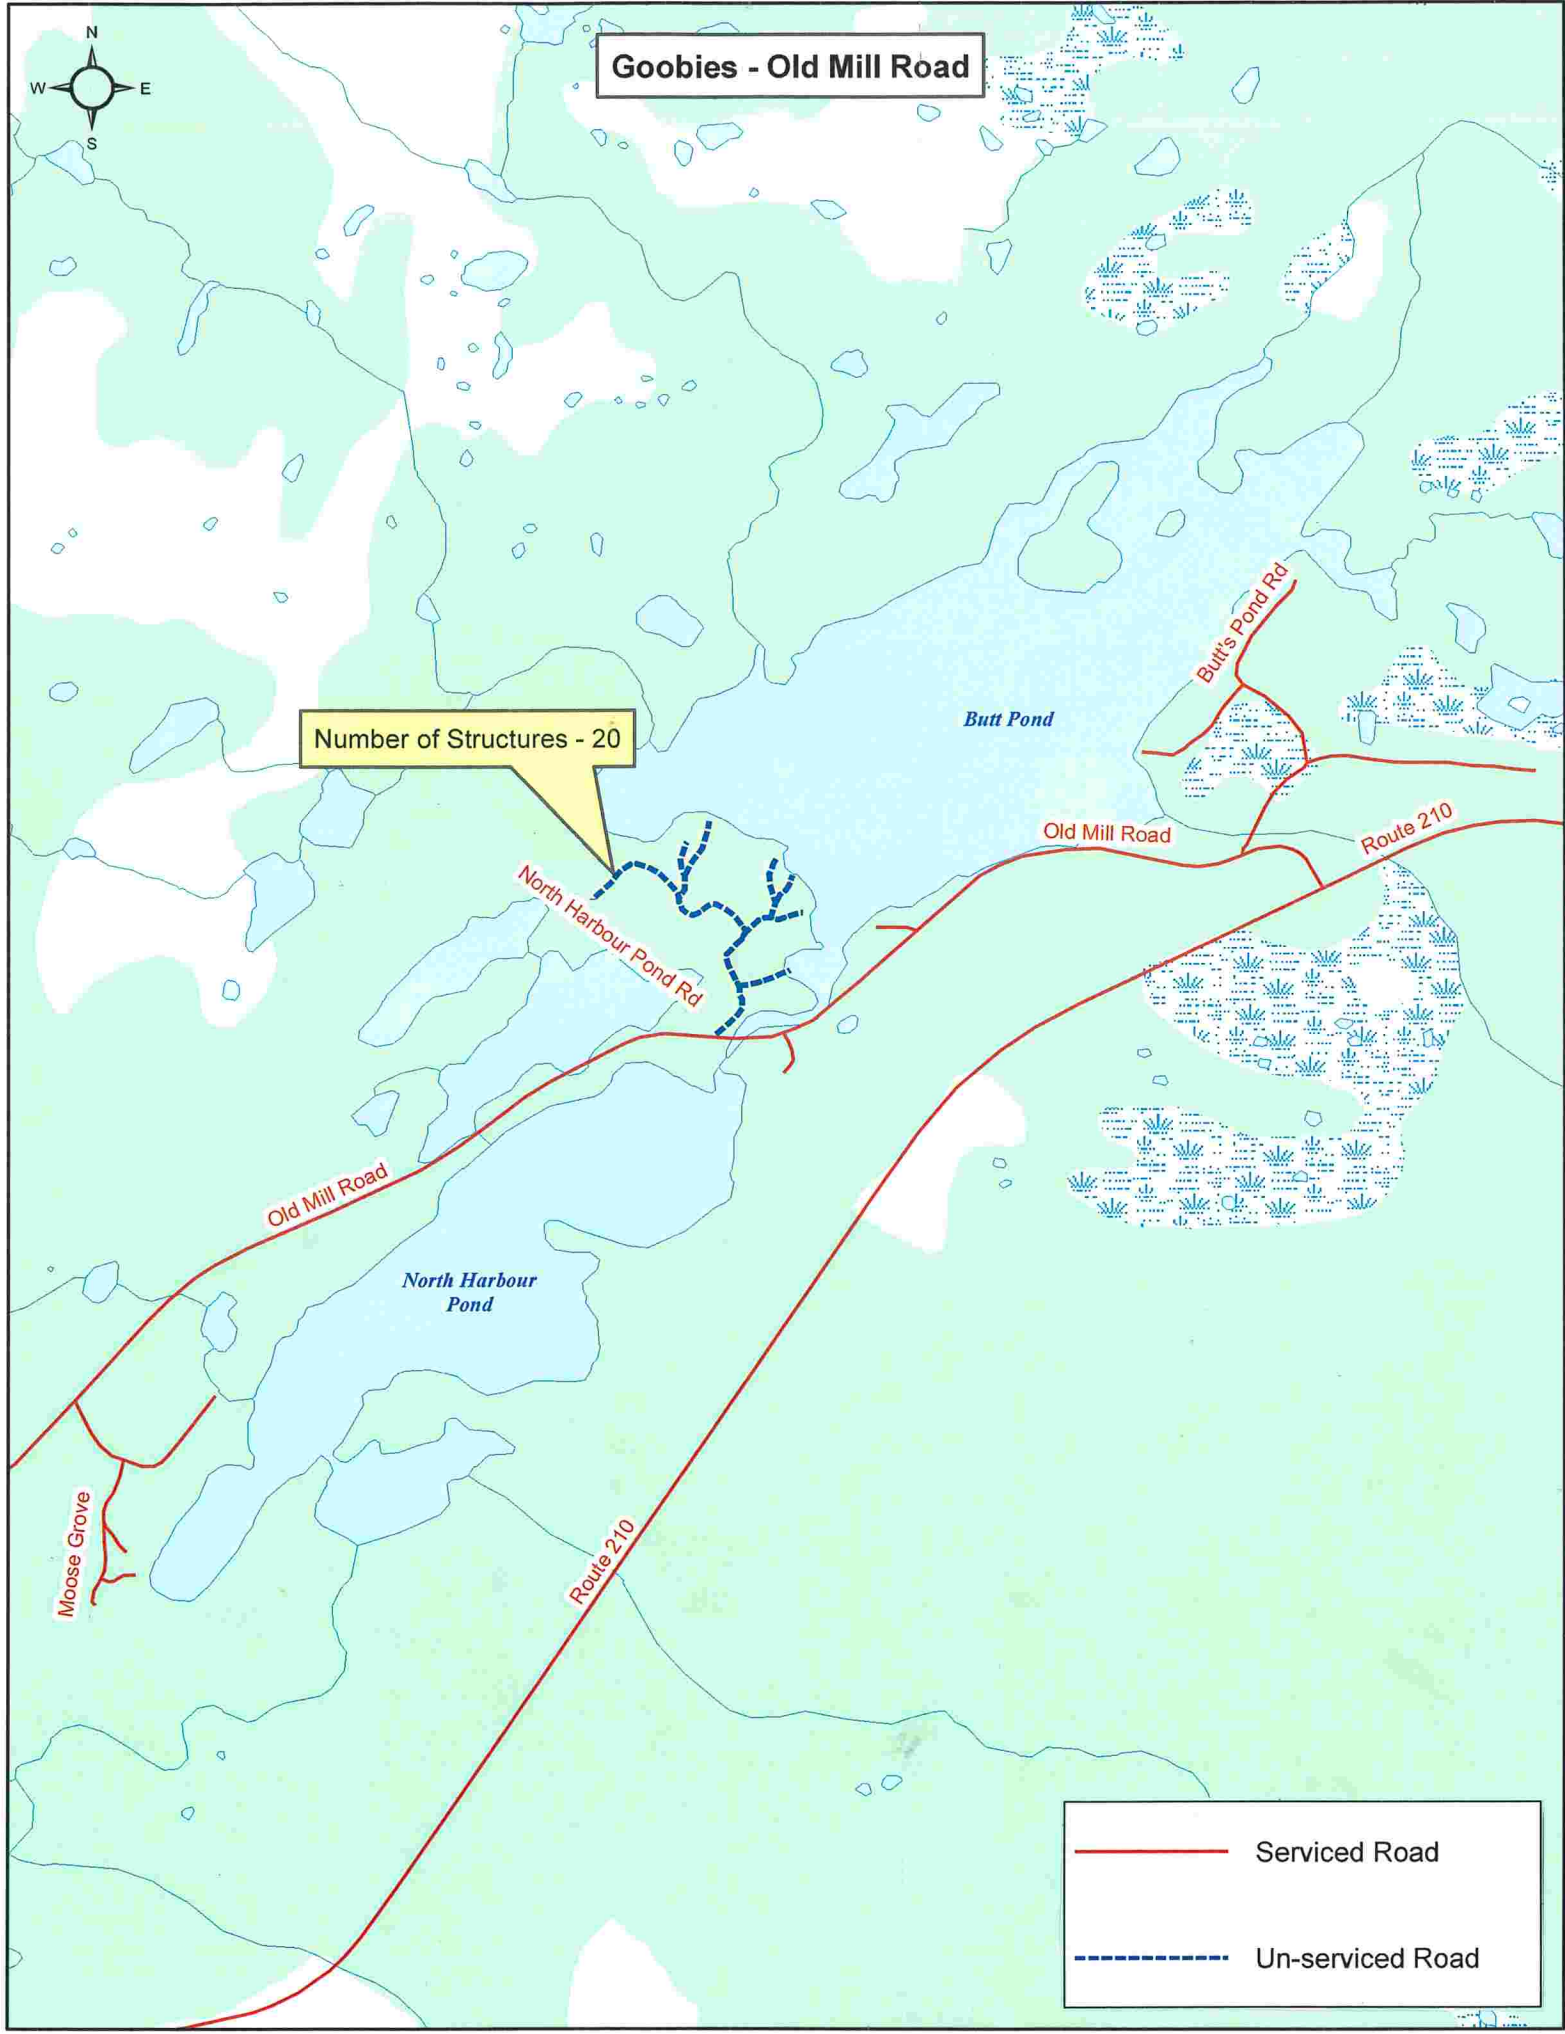 N
Goobies - Old Mill Road
W
E
S
Butt's Pond Rd
Butt Pond
Number of Structures - 20
Old Mill Road
Route 210
North Harbour Pond Rd
Old Mill Road
North Harbour
Pond
Moose Grove
Route 210
Serviced Road
Un-serviced Road